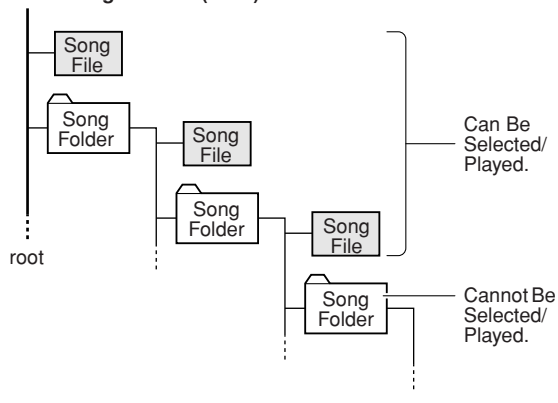 Song
File
Song
Folder
Song
File
Can Be
Selected/
Played.
Song
Folder
Song
File
root
Song
Folder
Cannot Be
Selected/
Played.